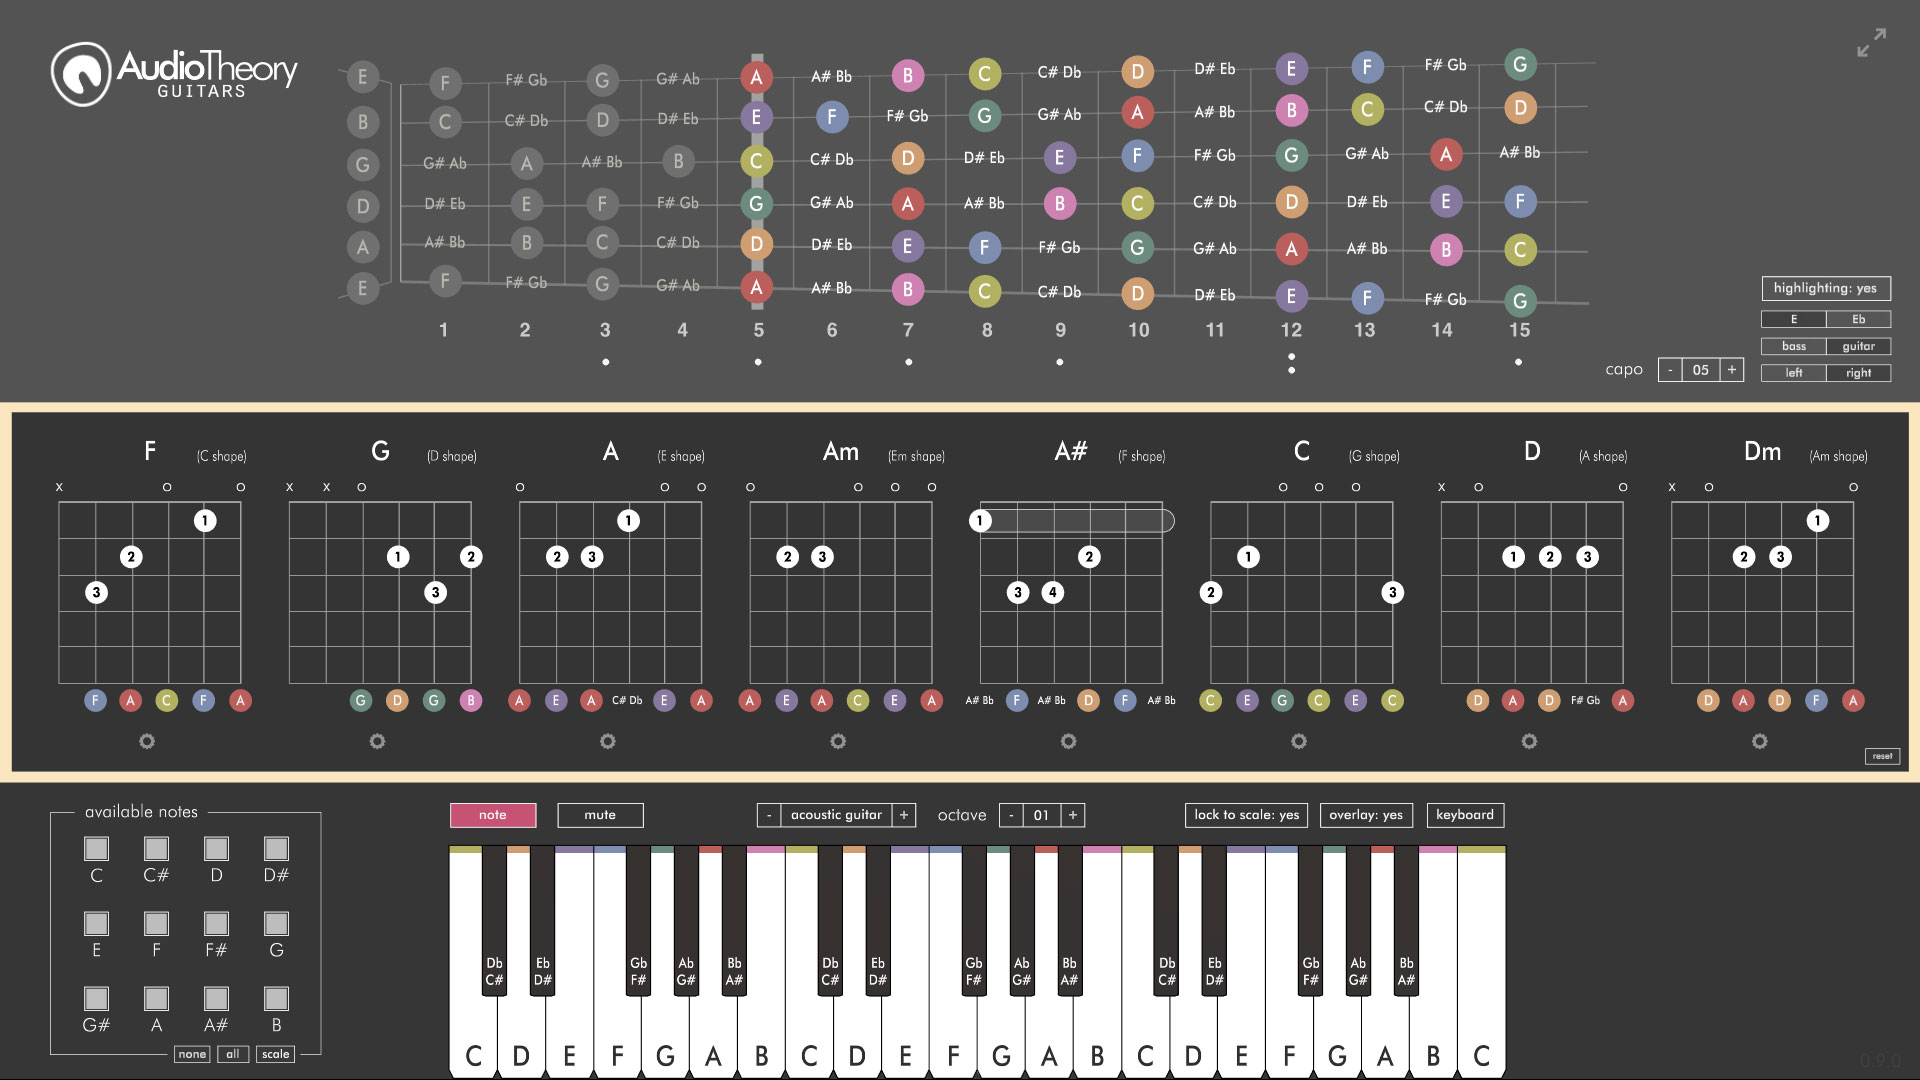 AudioTheory
GUITARS
E F F# Gb G G# Ab A A# Bb B C C# Db D D# Eb E F F# Gb G
B C C# Db D D# Eb E F F# Gb G G# Ab A A# Bb B C C# Db D
G G# Ab A A# Bb B C C# Db D D# Eb E F F# Gb G G# Ab A A# Bb
D D# Eb E F F# Gb G G# Ab A A# Bb B C C# Db D D# Eb E F
A A# Bb B C C# Db D D# Eb E F F# Gb G G# Ab A A# Bb B C
E F F# Gb G G# Ab A A# Bb B C C# Db D D# Eb E F F# Gb G
1 2 3 4 5 6 7 8 9 10 11 12 13 14 15
highlighting: yes
E Eb
bass guitar
capo - 05 +
left right
F (C shape) G (D shape) A (E shape) Am (Em shape) A# (F shape) C (G shape) D (A shape) Dm (Am shape)
x o o x x o o o o o o o o o o o x o o x o o
1 1 1 1
2 1 2 2 3 2 3 2 1 1 2 3 2 3
3 3 3 4 2 3
F A C F A G D G B A E A C# Db E A A E A C E A A# Bb F A# Bb D F A# Bb C E G C E C D A D F# Gb A D A D F A
reset
available notes
C C# D D#
E F F# G
G# A A# B
none all scale
note mute - acoustic guitar + octave - 01 + lock to scale: yes overlay: yes keyboard
Db Eb Gb Ab Bb Db Eb Gb Ab Bb Db Eb Gb Ab Bb
C# D# F# G# A# C# D# F# G# A# C# D# F# G# A#
C D E F G A B C D E F G A B C D E F G A B C
0.9.0